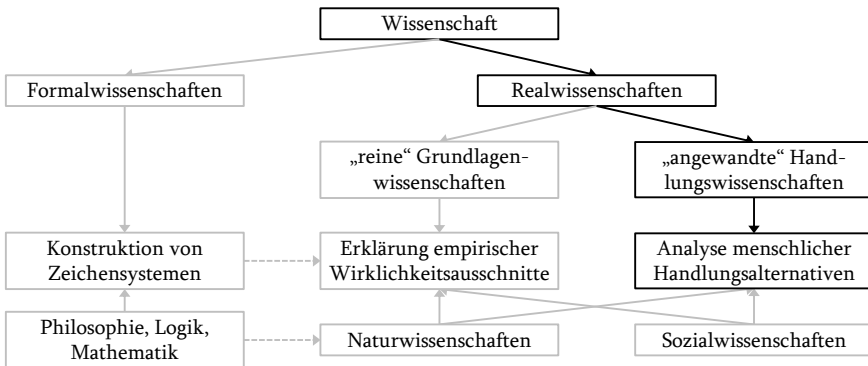 Wissenschaft
Formalwissenschaften
Realwissenschaften
„reine“ Grundlagen-
wissenschaften
„angewandte“ Hand-
lungswissenschaften
Konstruktion von
Zeichensystemen
Erklärung empirischer
Wirklichkeitsausschnitte
Analyse menschlicher
Handlungsalternativen
Philosophie, Logik,
Mathematik
Naturwissenschaften
Sozialwissenschaften